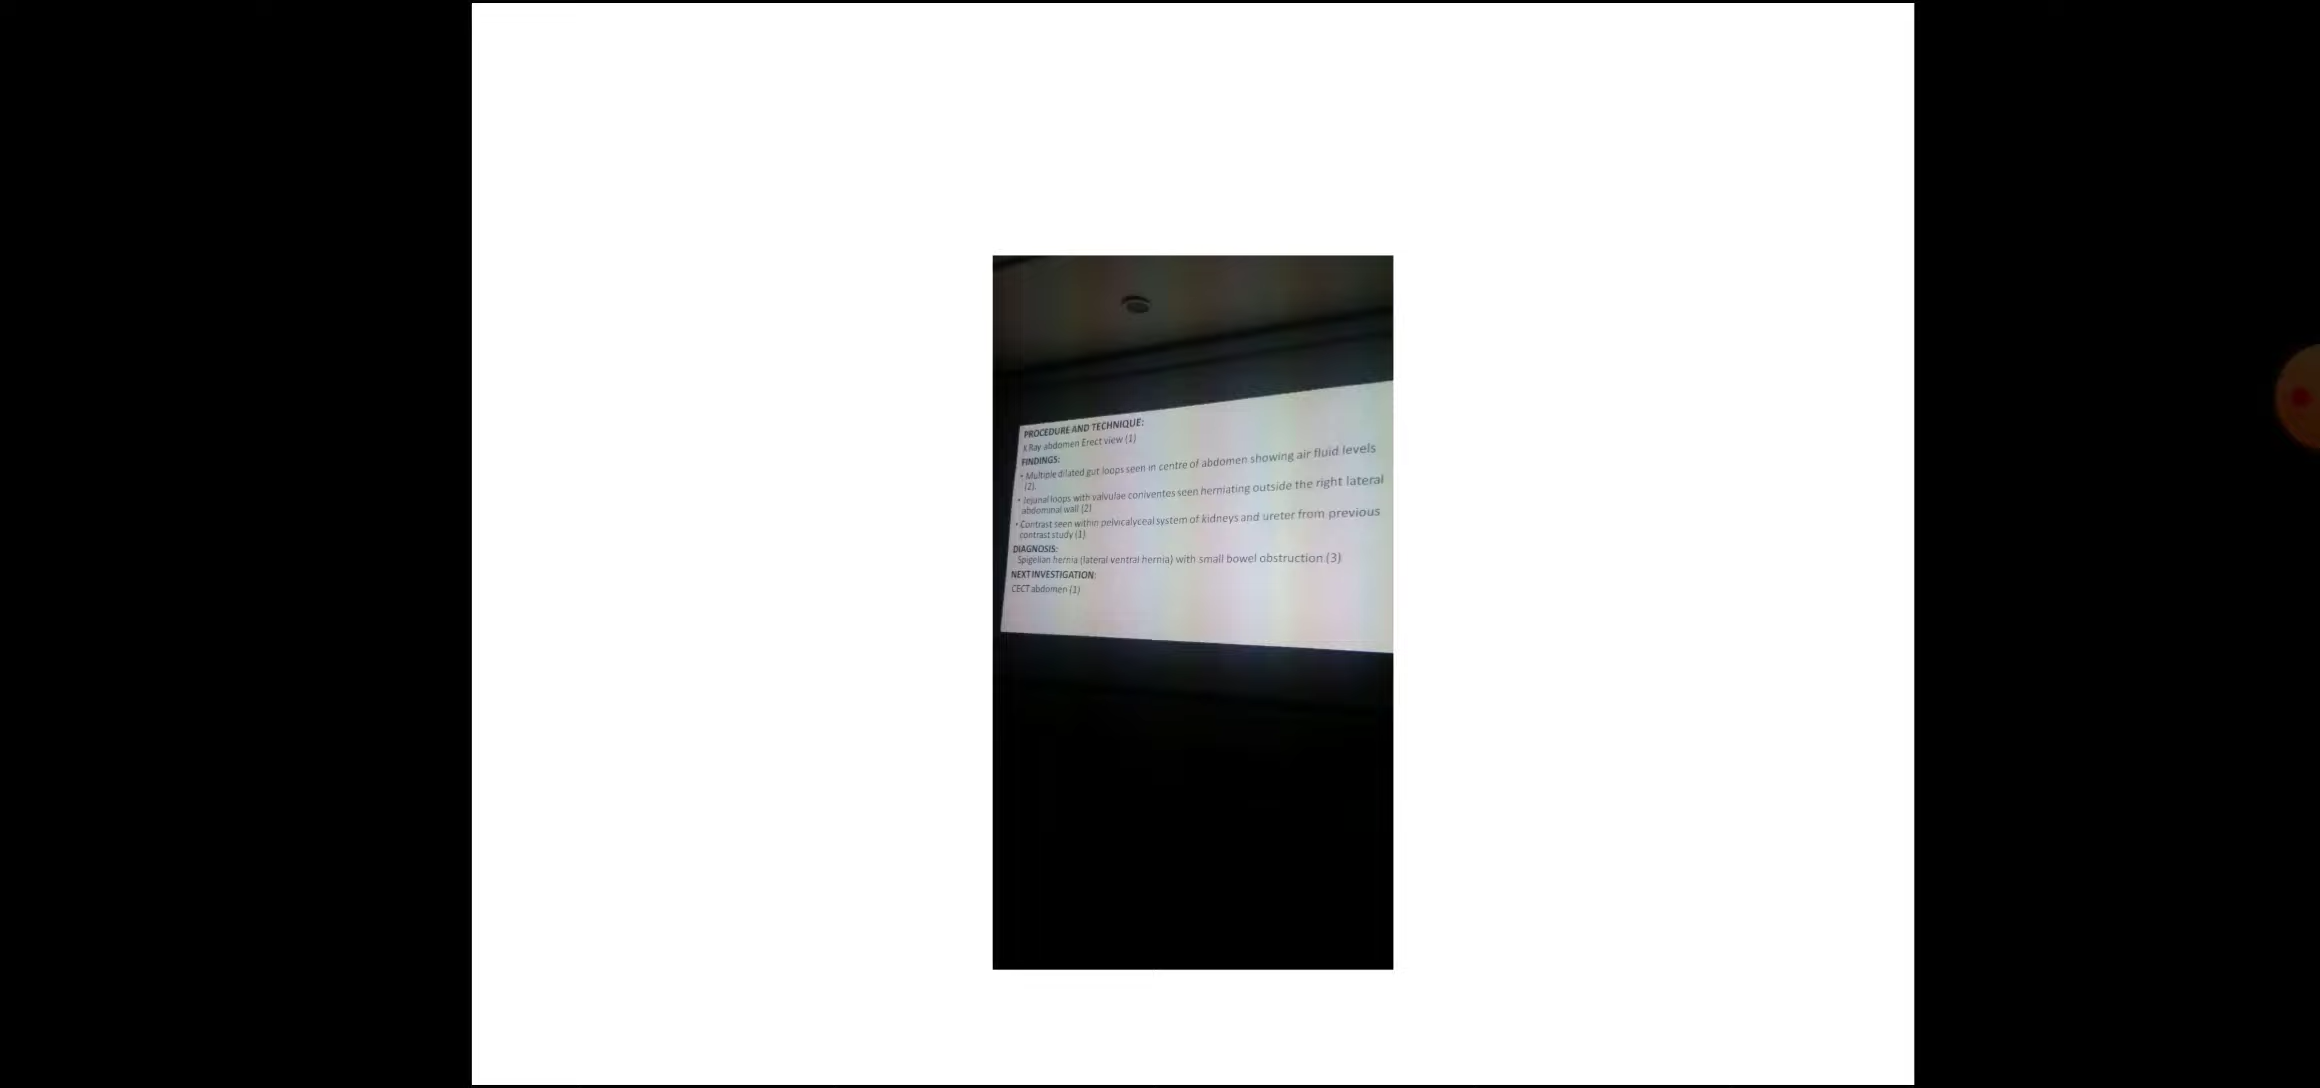 PROCEDURE AND TECHNIQUE:
X Ray abdomen Erect view (1)
FINDINGS:
• Multiple dilated gut loops seen in centre of abdomen showing air fluid levels
(2).
• Jejunal loops with valvulae coniventes seen herniating outside the right lateral
abdominal wall (2)
• Contrast seen within pelvicalyceal system of kidneys and ureter from previous
contrast study (1)
DIAGNOSIS:
Spigelian hernia (lateral ventral hernia) with small bowel obstruction (3)
NEXT INVESTIGATION:
CECT abdomen (1)